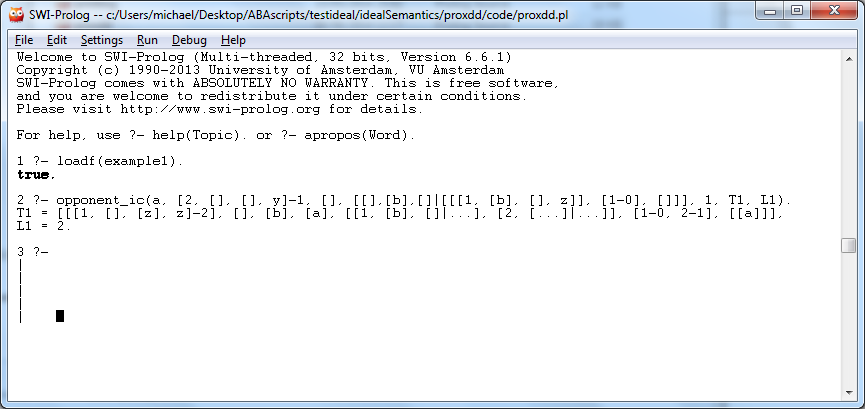 SWI-Prolog -- c:/Users/michael/Desktop/ABAscripts/testideal/idealSemantics/proxdd/code/proxdd.pl
File Edit Settings Run Debug Help
Welcome to SWI-Prolog (Multi-threaded, 32 bits, Version 6.6.1)
Copyright (c) 1990-2013 University of Amsterdam, VU Amsterdam
SWI-Prolog comes with ABSOLUTELY NO WARRANTY. This is free software,
and you are welcome to redistribute it under certain conditions.
Please visit http://www.swi-prolog.org for details.
For help, use ?- help(Topic). or ?- apropos(Word).
1 ?- loadf(example1).
true.
2 ?- opponent_ic(a, [2, [], [], y]-1, [], [[],[b],[]|[[[1, [b], [], z]], [1-0], []]], 1, T1, L1).
T1 = [[[1, [], [z], z]-2], [], [b], [a], [[1, [b], []|...], [2, [...]|...]], [1-0, 2-1], [[a]]],
L1 = 2.
3 ?-
|
|
|
|
|